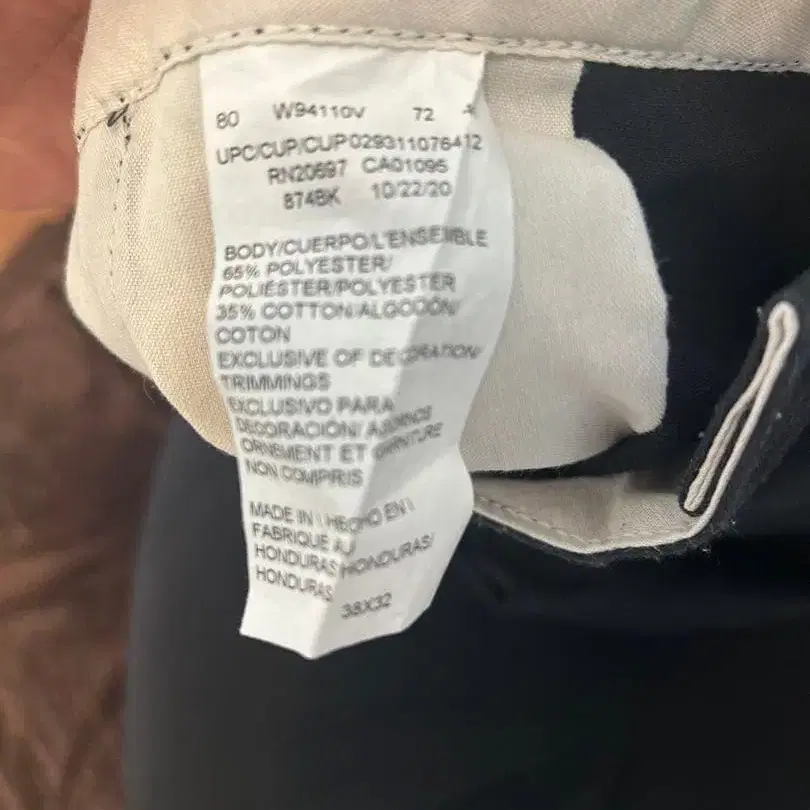 80 W94110V 72 *
UPC/CUP/CUP 029311076412
RN20697 CA01095
874BK 10/22/20
BODY/CUERPO/L'ENSEMBLE
65% POLYESTER/
POLIÉSTER/POLYESTER
35% COTTON/ALGODÓN/
COTON
EXCLUSIVE OF DECORATION/
TRIMMINGS
EXCLUSIVO PARA
DECORACIÓN/ ADORNOS
ORNEMENT ET GARNITURE
NON COMPRIS
MADE IN \ HECHO EN \
FABRIQUE AU
HONDURAS/HONDURAS/
HONDURAS
38X32